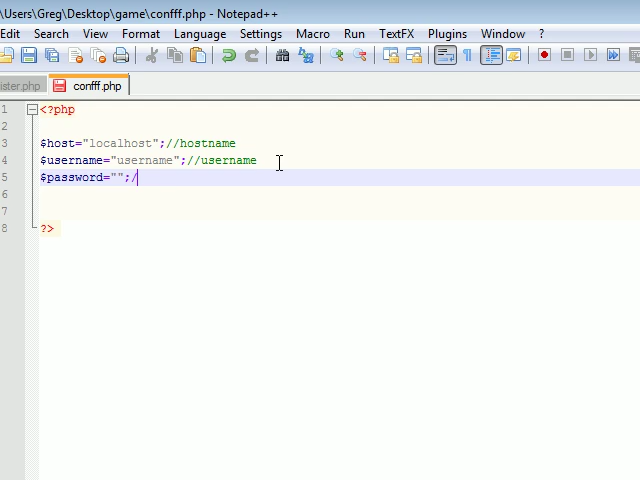 \Users\Greg\Desktop\game\confff.php - Notepad++
Edit Search View Format Language Settings Macro Run TextFX Plugins Window ?
ister.php confff.php
1 <?php
2
3 $host="localhost";//hostname
4 $username="username";//username
5 $password="";/
6
7
8 ?>